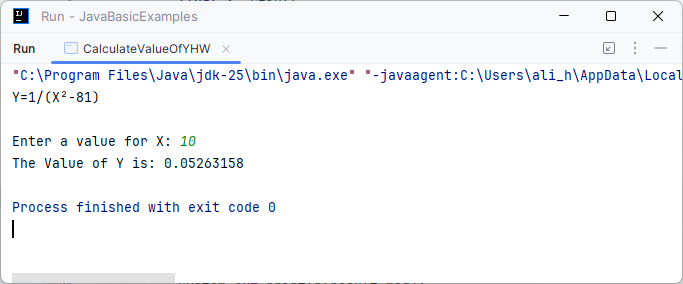 Run - JavaBasicExamples
Run CalculateValueOfYHW
"C:\Program Files\Java\jdk-25\bin\java.exe" "-javaagent:C:\Users\ali_h\AppData\Local
Y=1/(X²-81)
Enter a value for X: 10
The Value of Y is: 0.05263158
Process finished with exit code 0